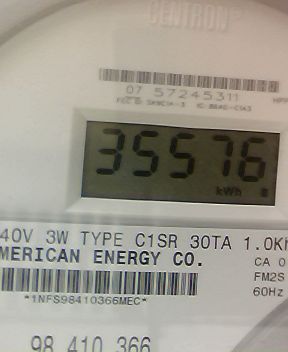 CENTRON®
07 57245311
35576
kWh
40V 3W TYPE C1SR 30TA 1.0Kh
MERICAN ENERGY CO.
CA 0
FM2S
*1NFS98410366MEC*
60Hz
98 410 366